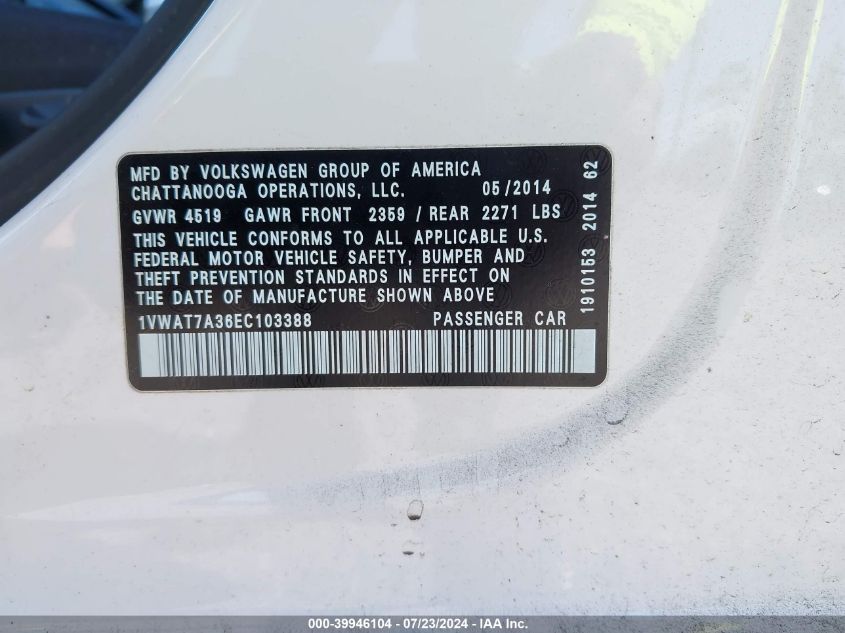 MFD BY VOLKSWAGEN GROUP OF AMERICA
CHATTANOOGA OPERATIONS, LLC. 05/2014
GVWR 4519 GAWR FRONT 2359 / REAR 2271 LBS
THIS VEHICLE CONFORMS TO ALL APPLICABLE U.S.
FEDERAL MOTOR VEHICLE SAFETY, BUMPER AND
THEFT PREVENTION STANDARDS IN EFFECT ON
THE DATE OF MANUFACTURE SHOWN ABOVE
1VWAT7A36EC103388 PASSENGER CAR
1910153 2014 62
000-39946104 / 07/23/2024 - IAA Inc.